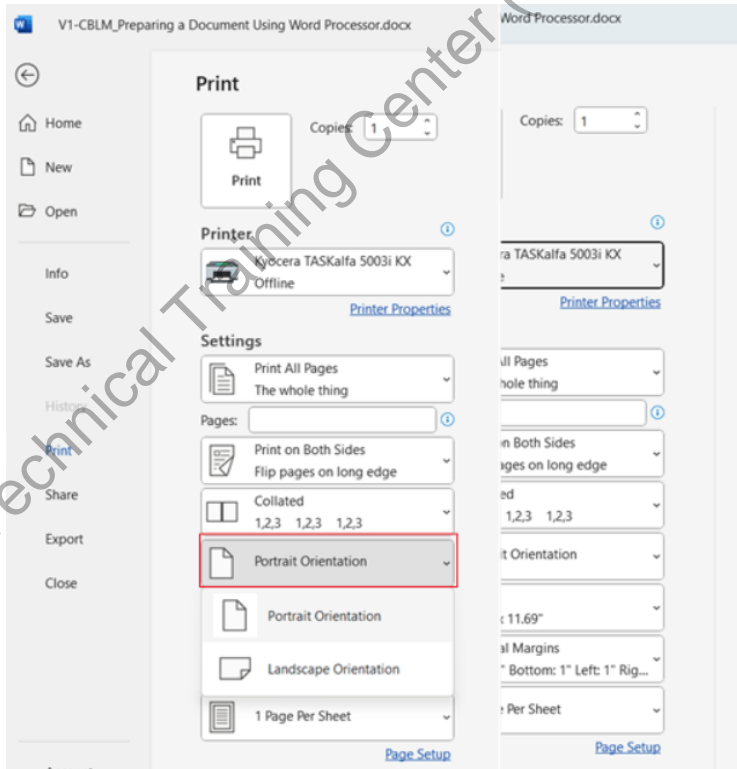 V1-CBLM_Preparing a Document Using Word Processor.docx
Print
Home
New
Open
Info
Save
Save As
History
Print
Share
Export
Close
Copies: 1
Print
Printer
Kyocera TASKalfa 5003i KX
Offline
Printer Properties
Settings
Print All Pages
The whole thing
Pages:
Print on Both Sides
Flip pages on long edge
Collated
1,2,3 1,2,3 1,2,3
Portrait Orientation
Portrait Orientation
Landscape Orientation
1 Page Per Sheet
Page Setup
Word Processor.docx
Copies: 1
ra TASKalfa 5003i KX
Printer Properties
All Pages
hole thing
n Both Sides
ages on long edge
ed
1,2,3 1,2,3
it Orientation
x 11.69"
al Margins
" Bottom: 1" Left: 1" Rig...
e Per Sheet
Page Setup
Technical Training Center